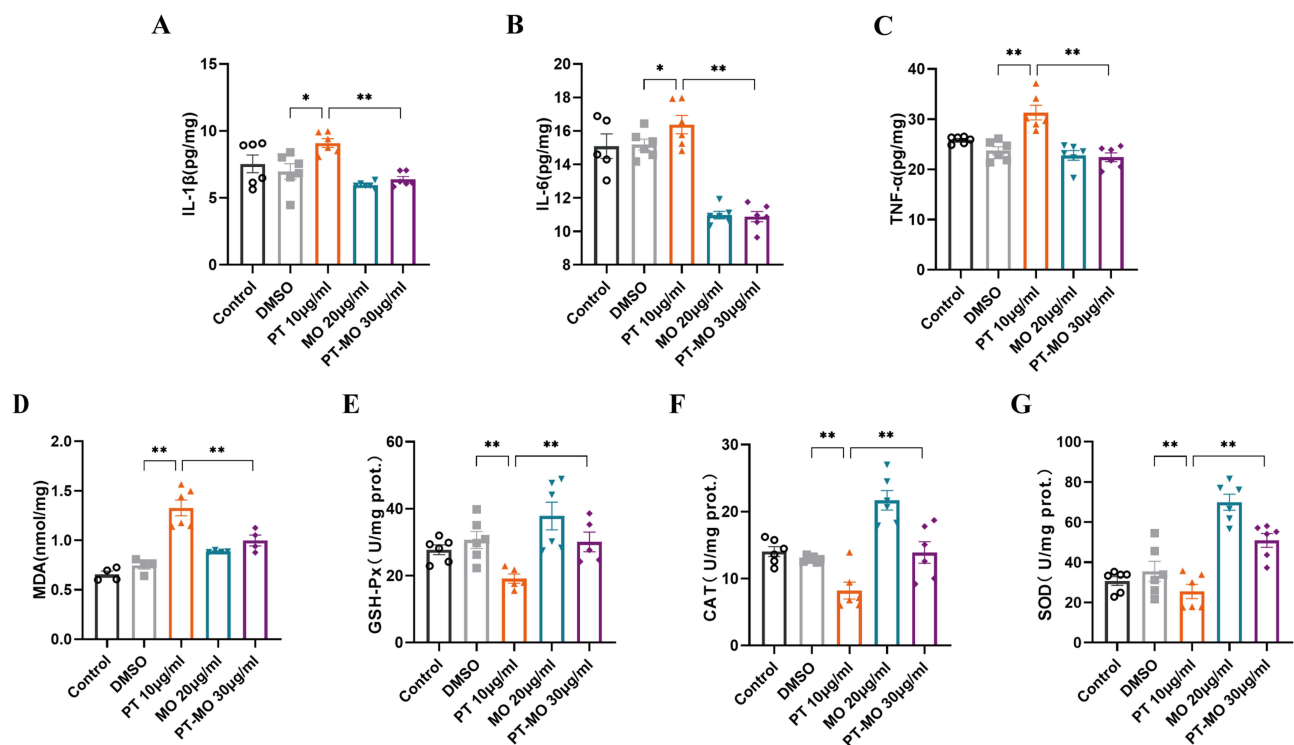 A
IL-1β(pg/mg)
15
10
5
0
*
**
Control
DMSO
PT 10μg/ml
MO 20μg/ml
PT-MO 30μg/ml
B
IL-6(pg/mg)
20
18
16
14
12
10
8
*
**
Control
DMSO
PT 10μg/ml
MO 20μg/ml
PT-MO 30μg/ml
C
TNF-α(pg/mg)
40
30
20
10
0
**
**
Control
DMSO
PT 10μg/ml
MO 20μg/ml
PT-MO 30μg/ml
D
MDA(nmol/mg)
2.0
1.5
1.0
0.5
0.0
**
**
Control
DMSO
PT 10μg/ml
MO 20μg/ml
PT-MO 30μg/ml
E
GSH-Px( U/mg prot.)
60
40
20
0
**
**
Control
DMSO
PT 10μg/ml
MO 20μg/ml
PT-MO 30μg/ml
F
CAT( U/mg prot.)
30
20
10
0
**
**
Control
DMSO
PT 10μg/ml
MO 20μg/ml
PT-MO 30μg/ml
G
SOD( U/mg prot.)
100
80
60
40
20
0
**
**
Control
DMSO
PT 10μg/ml
MO 20μg/ml
PT-MO 30μg/ml